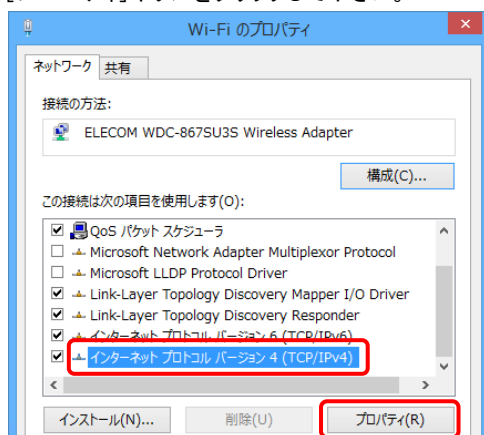 Wi-Fi のプロパティ
ネットワーク 共有
接続の方法:
ELECOM WDC-867SU3S Wireless Adapter
構成(C)...
この接続は次の項目を使用します(O):
QoS パケット スケジューラ
Microsoft Network Adapter Multiplexor Protocol
Microsoft LLDP Protocol Driver
Link-Layer Topology Discovery Mapper I/O Driver
Link-Layer Topology Discovery Responder
インターネット プロトコル バージョン 6 (TCP/IPv6)
インターネット プロトコル バージョン 4 (TCP/IPv4)
インストール(N)... 削除(U) プロパティ(R)